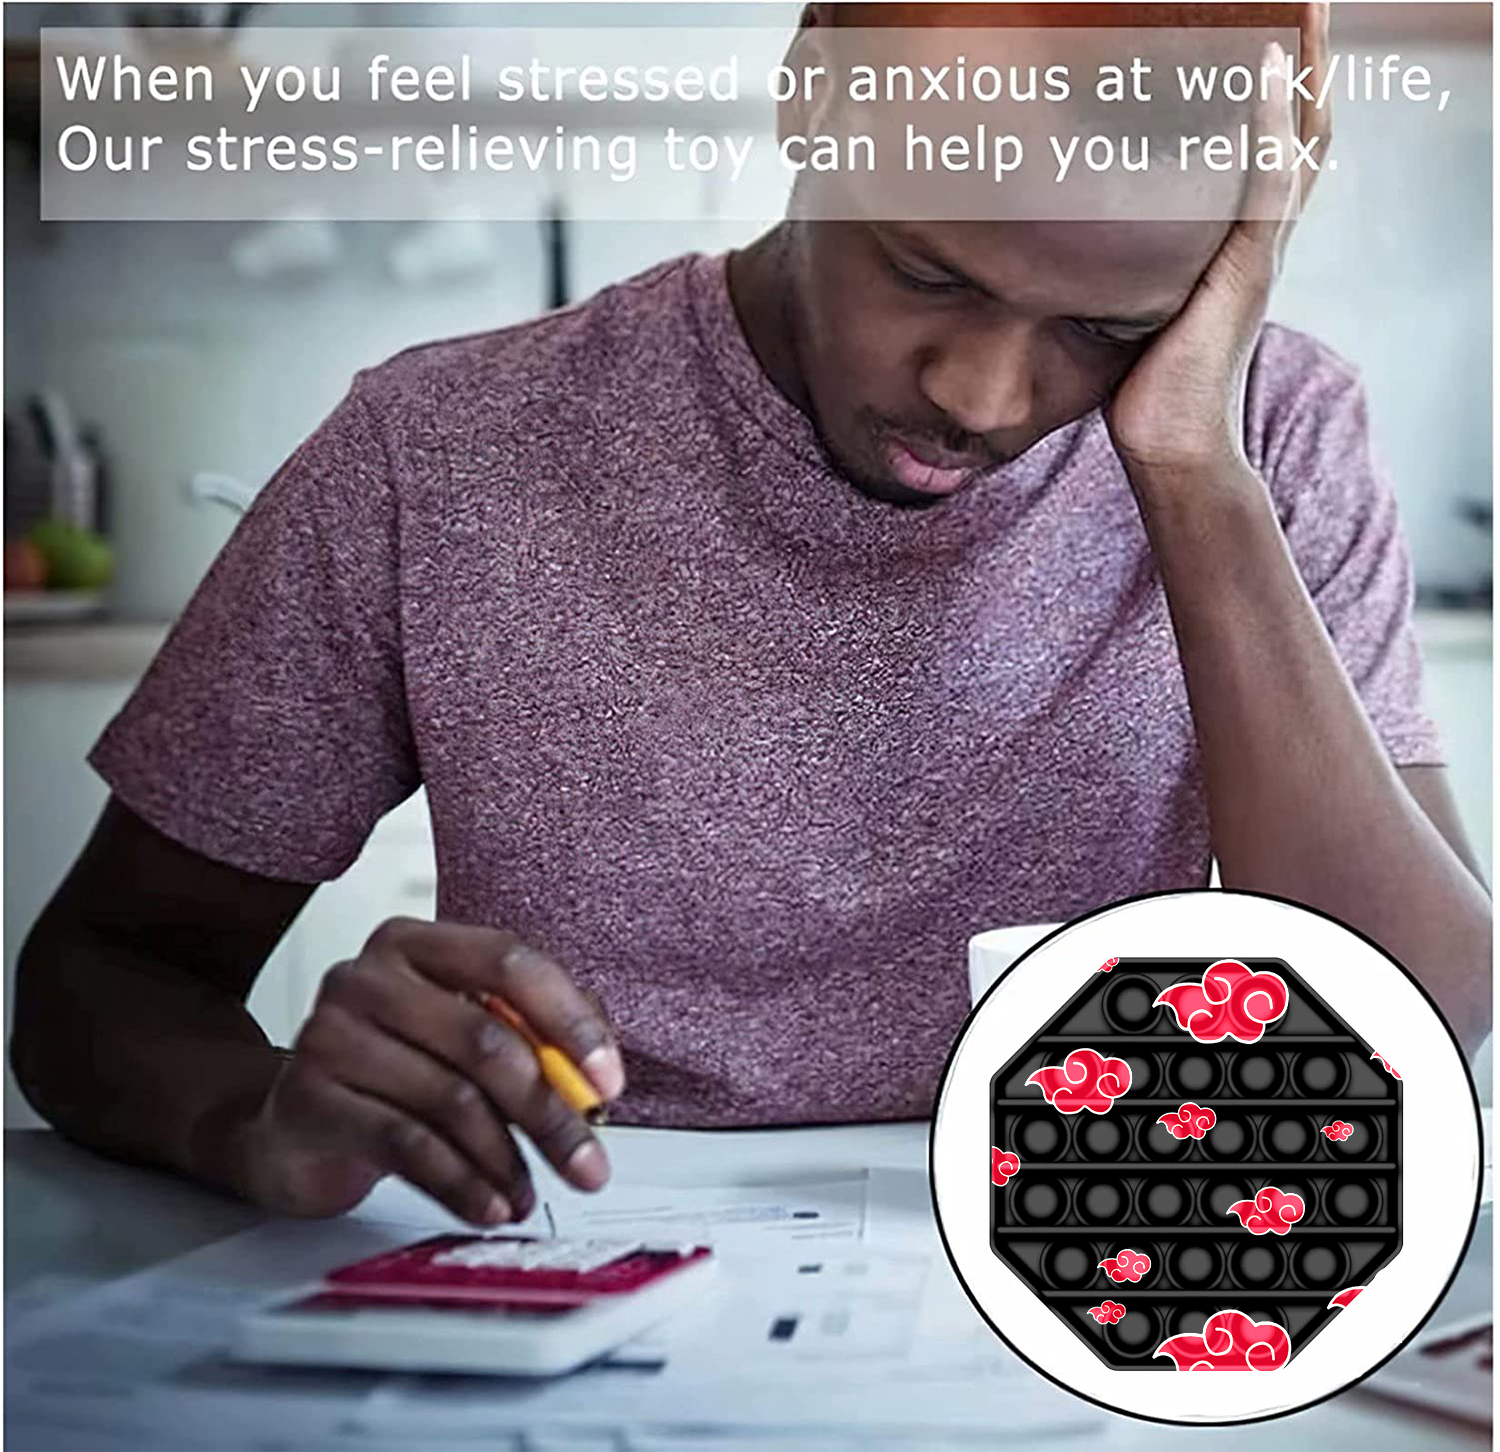 When you feel stressed or anxious at work/life,
Our stress-relieving toy can help you relax.